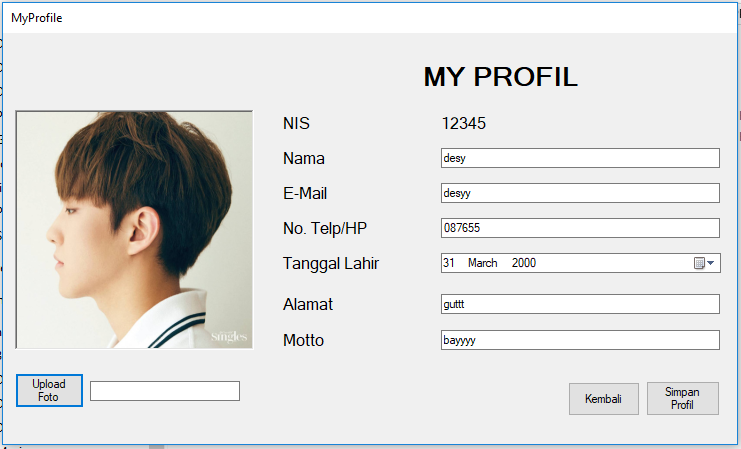 MyProfile
MY PROFIL
NIS 12345
Nama desy
E-Mail desyy
No. Telp/HP 087655
Tanggal Lahir 31 March 2000
Alamat guttt
Motto bayyyy
Singles
Upload
Foto
Kembali
Simpan
Profil